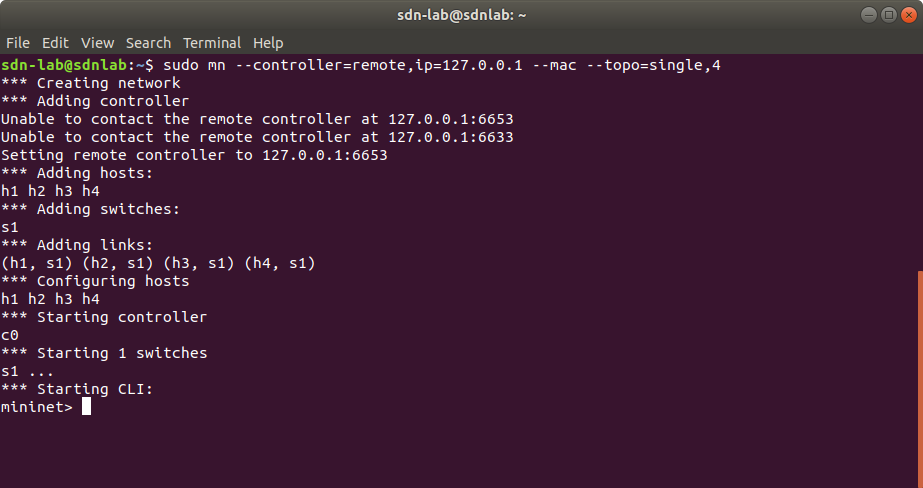 sdn-lab@sdnlab: ~
File Edit View Search Terminal Help
sdn-lab@sdnlab:~$ sudo mn --controller=remote,ip=127.0.0.1 --mac --topo=single,4
*** Creating network
*** Adding controller
Unable to contact the remote controller at 127.0.0.1:6653
Unable to contact the remote controller at 127.0.0.1:6633
Setting remote controller to 127.0.0.1:6653
*** Adding hosts:
h1 h2 h3 h4
*** Adding switches:
s1
*** Adding links:
(h1, s1) (h2, s1) (h3, s1) (h4, s1)
*** Configuring hosts
h1 h2 h3 h4
*** Starting controller
c0
*** Starting 1 switches
s1 ...
*** Starting CLI:
mininet>